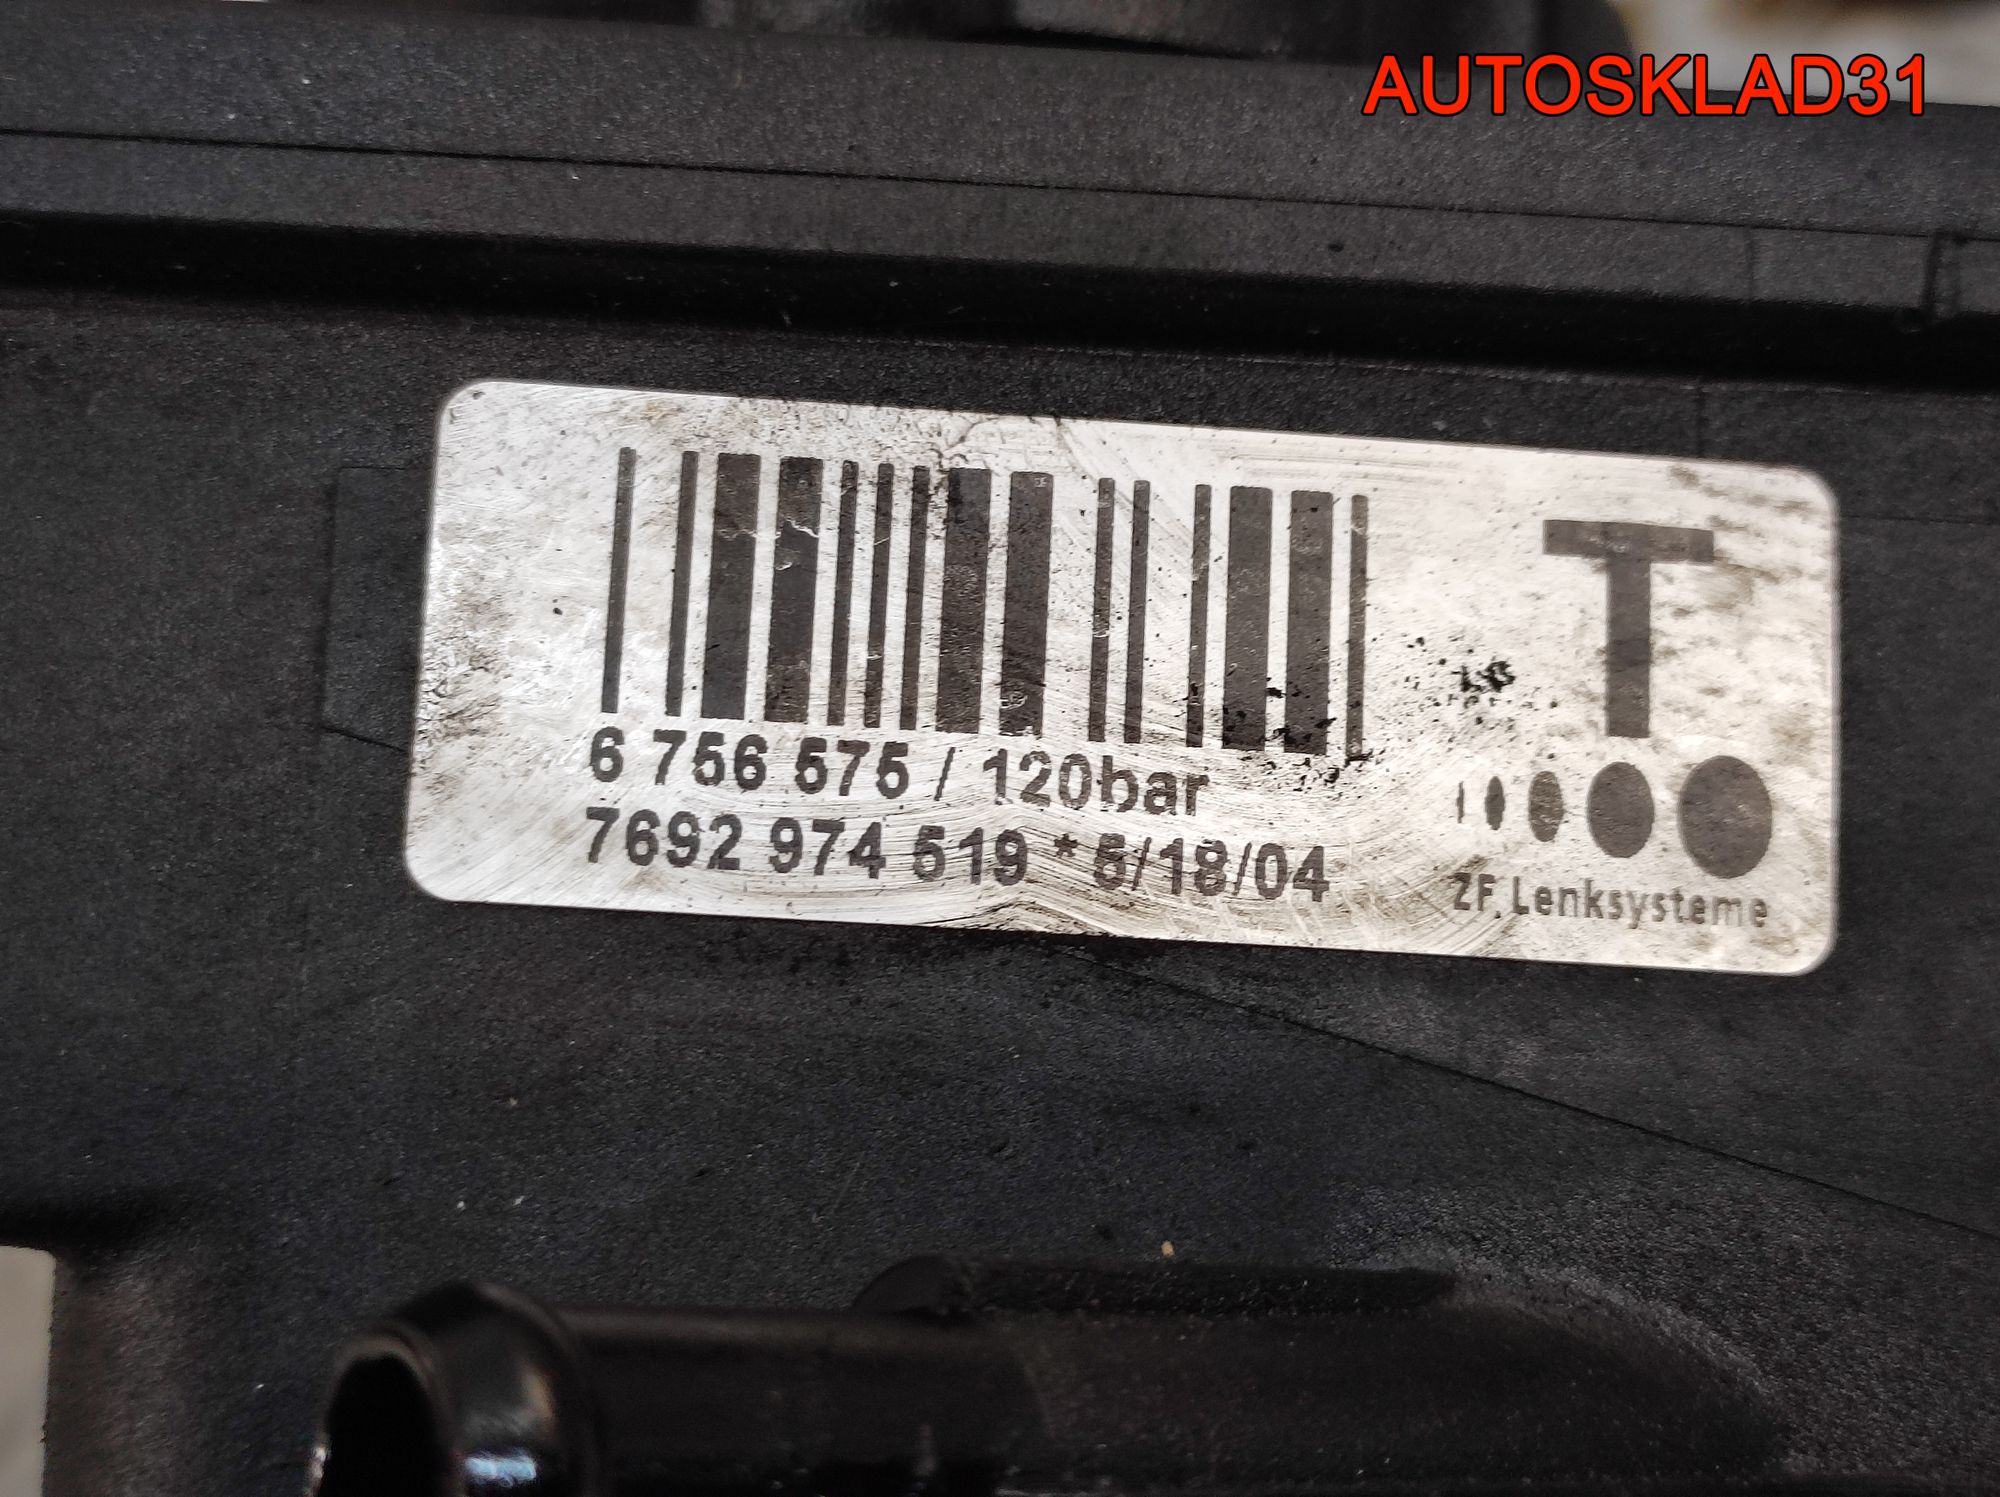 AUTOSKLAD31
T
6 756 575 / 120bar
7692 974 519 * 5/18/04
ZF Lenksysteme